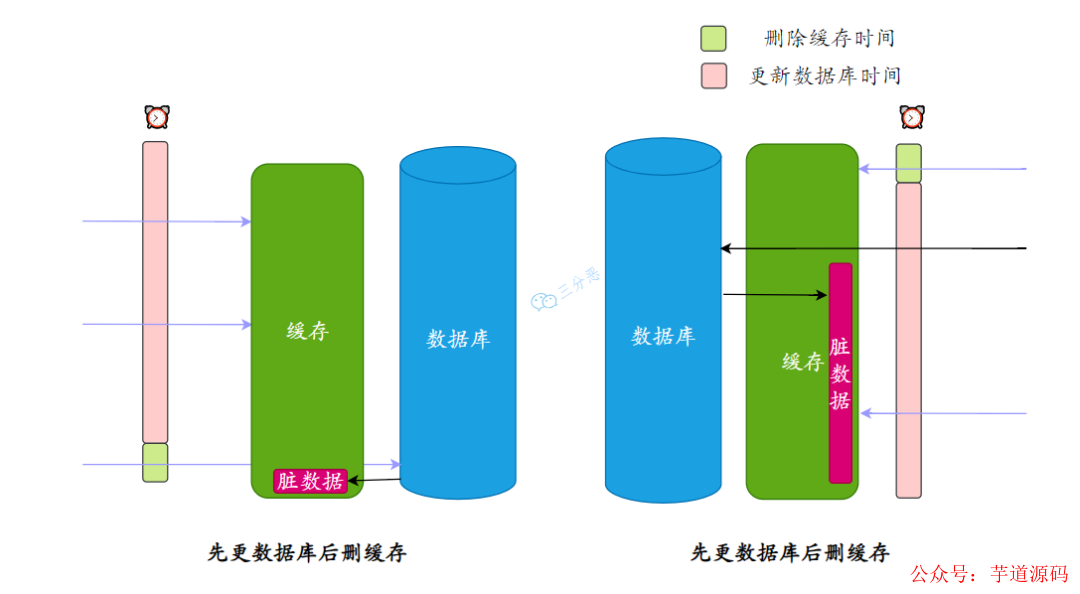 删除缓存时间
更新数据库时间
缓存
数据库
脏数据
三分恶
数据库
缓存
脏数据
先更数据库后删缓存
先更数据库后删缓存
公众号：芋道源码